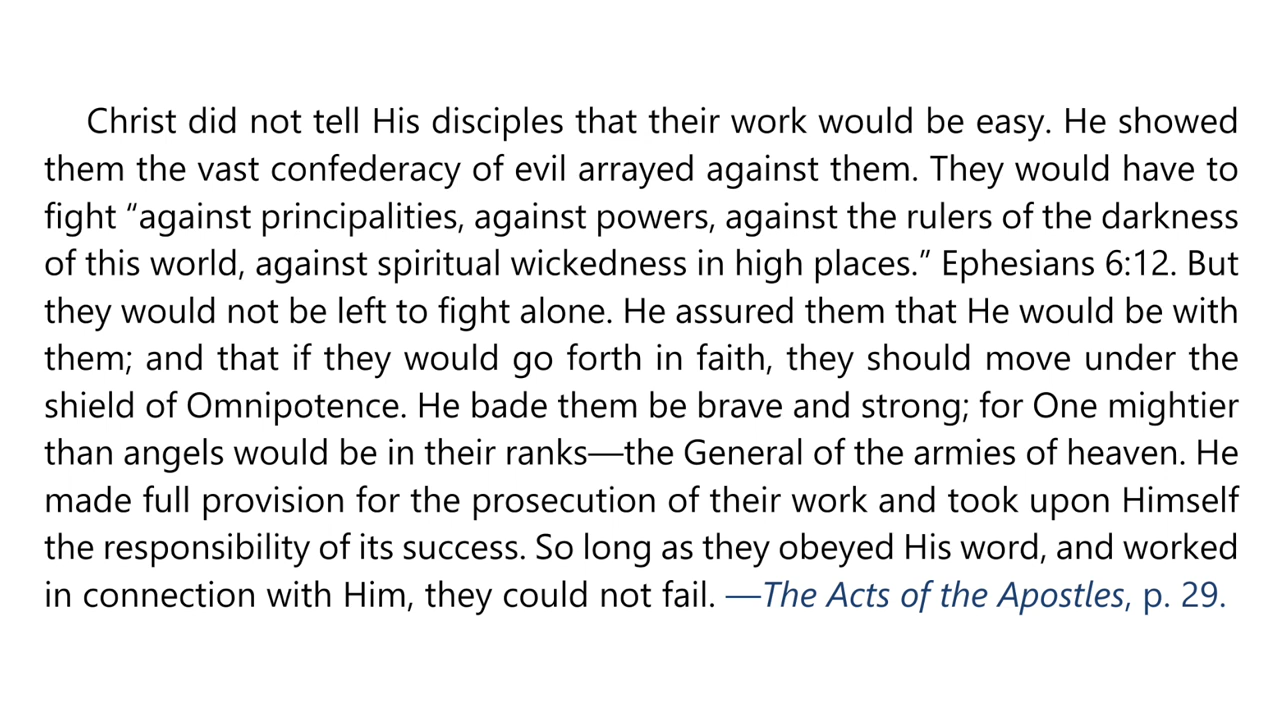 Christ did not tell His disciples that their work would be easy. He showed
them the vast confederacy of evil arrayed against them. They would have to
fight “against principalities, against powers, against the rulers of the darkness
of this world, against spiritual wickedness in high places.” Ephesians 6:12. But
they would not be left to fight alone. He assured them that He would be with
them; and that if they would go forth in faith, they should move under the
shield of Omnipotence. He bade them be brave and strong; for One mightier
than angels would be in their ranks—the General of the armies of heaven. He
made full provision for the prosecution of their work and took upon Himself
the responsibility of its success. So long as they obeyed His word, and worked
in connection with Him, they could not fail. —The Acts of the Apostles, p. 29.